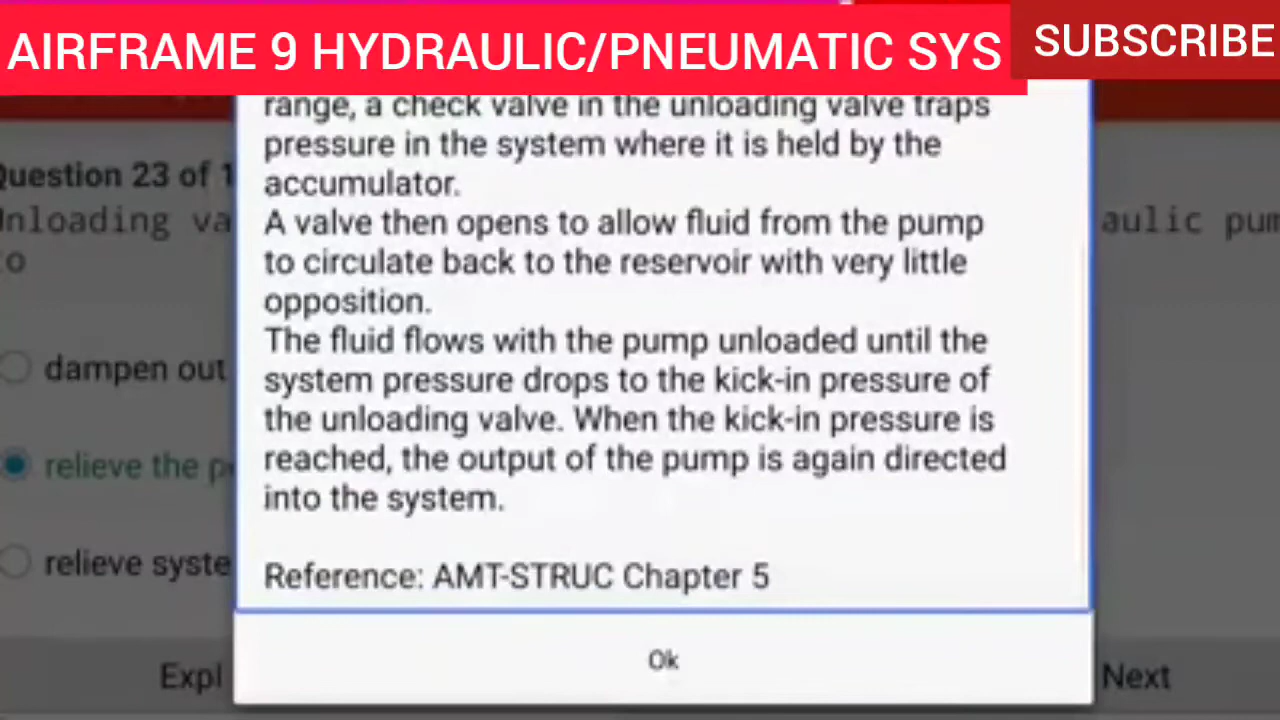 AIRFRAME 9 HYDRAULIC/PNEUMATIC SYS
SUBSCRIBE
range, a check valve in the unloading valve traps
pressure in the system where it is held by the
accumulator.
A valve then opens to allow fluid from the pump
to circulate back to the reservoir with very little
opposition.
The fluid flows with the pump unloaded until the
system pressure drops to the kick-in pressure of
the unloading valve. When the kick-in pressure is
reached, the output of the pump is again directed
into the system.
Reference: AMT-STRUC Chapter 5
Ok
Question 23 of 1
dampen out
relieve the
relieve
Next